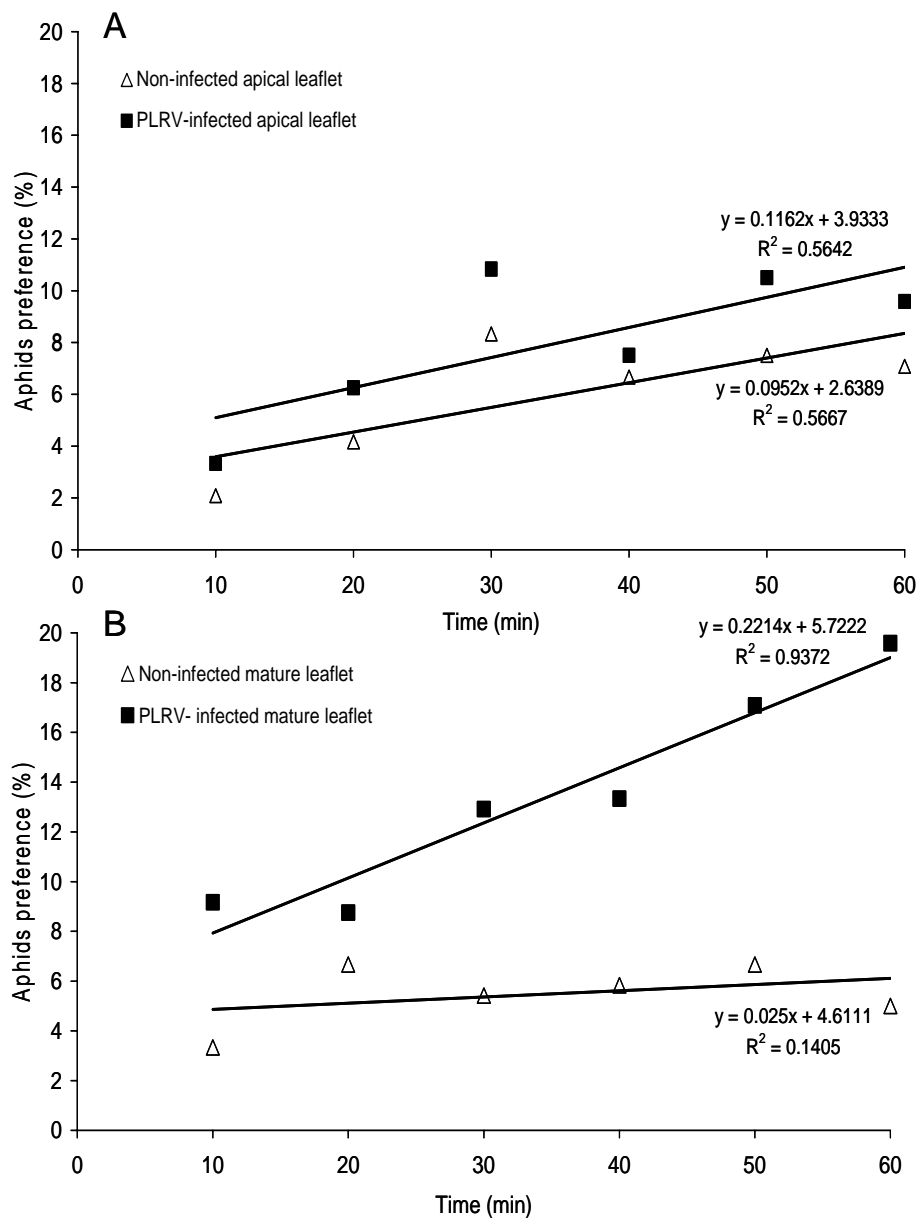 A
Aphids preference (%)
20
18
16
14
12
10
8
6
4
2
0
△ Non-infected apical leaflet
■ PLRV-infected apical leaflet
y = 0.1162x + 3.9333
R² = 0.5642
y = 0.0952x + 2.6389
R² = 0.5667
0 10 20 30 40 50 60
Time (min)
B
Aphids preference (%)
20
18
16
14
12
10
8
6
4
2
0
△ Non-infected mature leaflet
■ PLRV- infected mature leaflet
y = 0.2214x + 5.7222
R² = 0.9372
y = 0.025x + 4.6111
R² = 0.1405
0 10 20 30 40 50 60
Time (min)